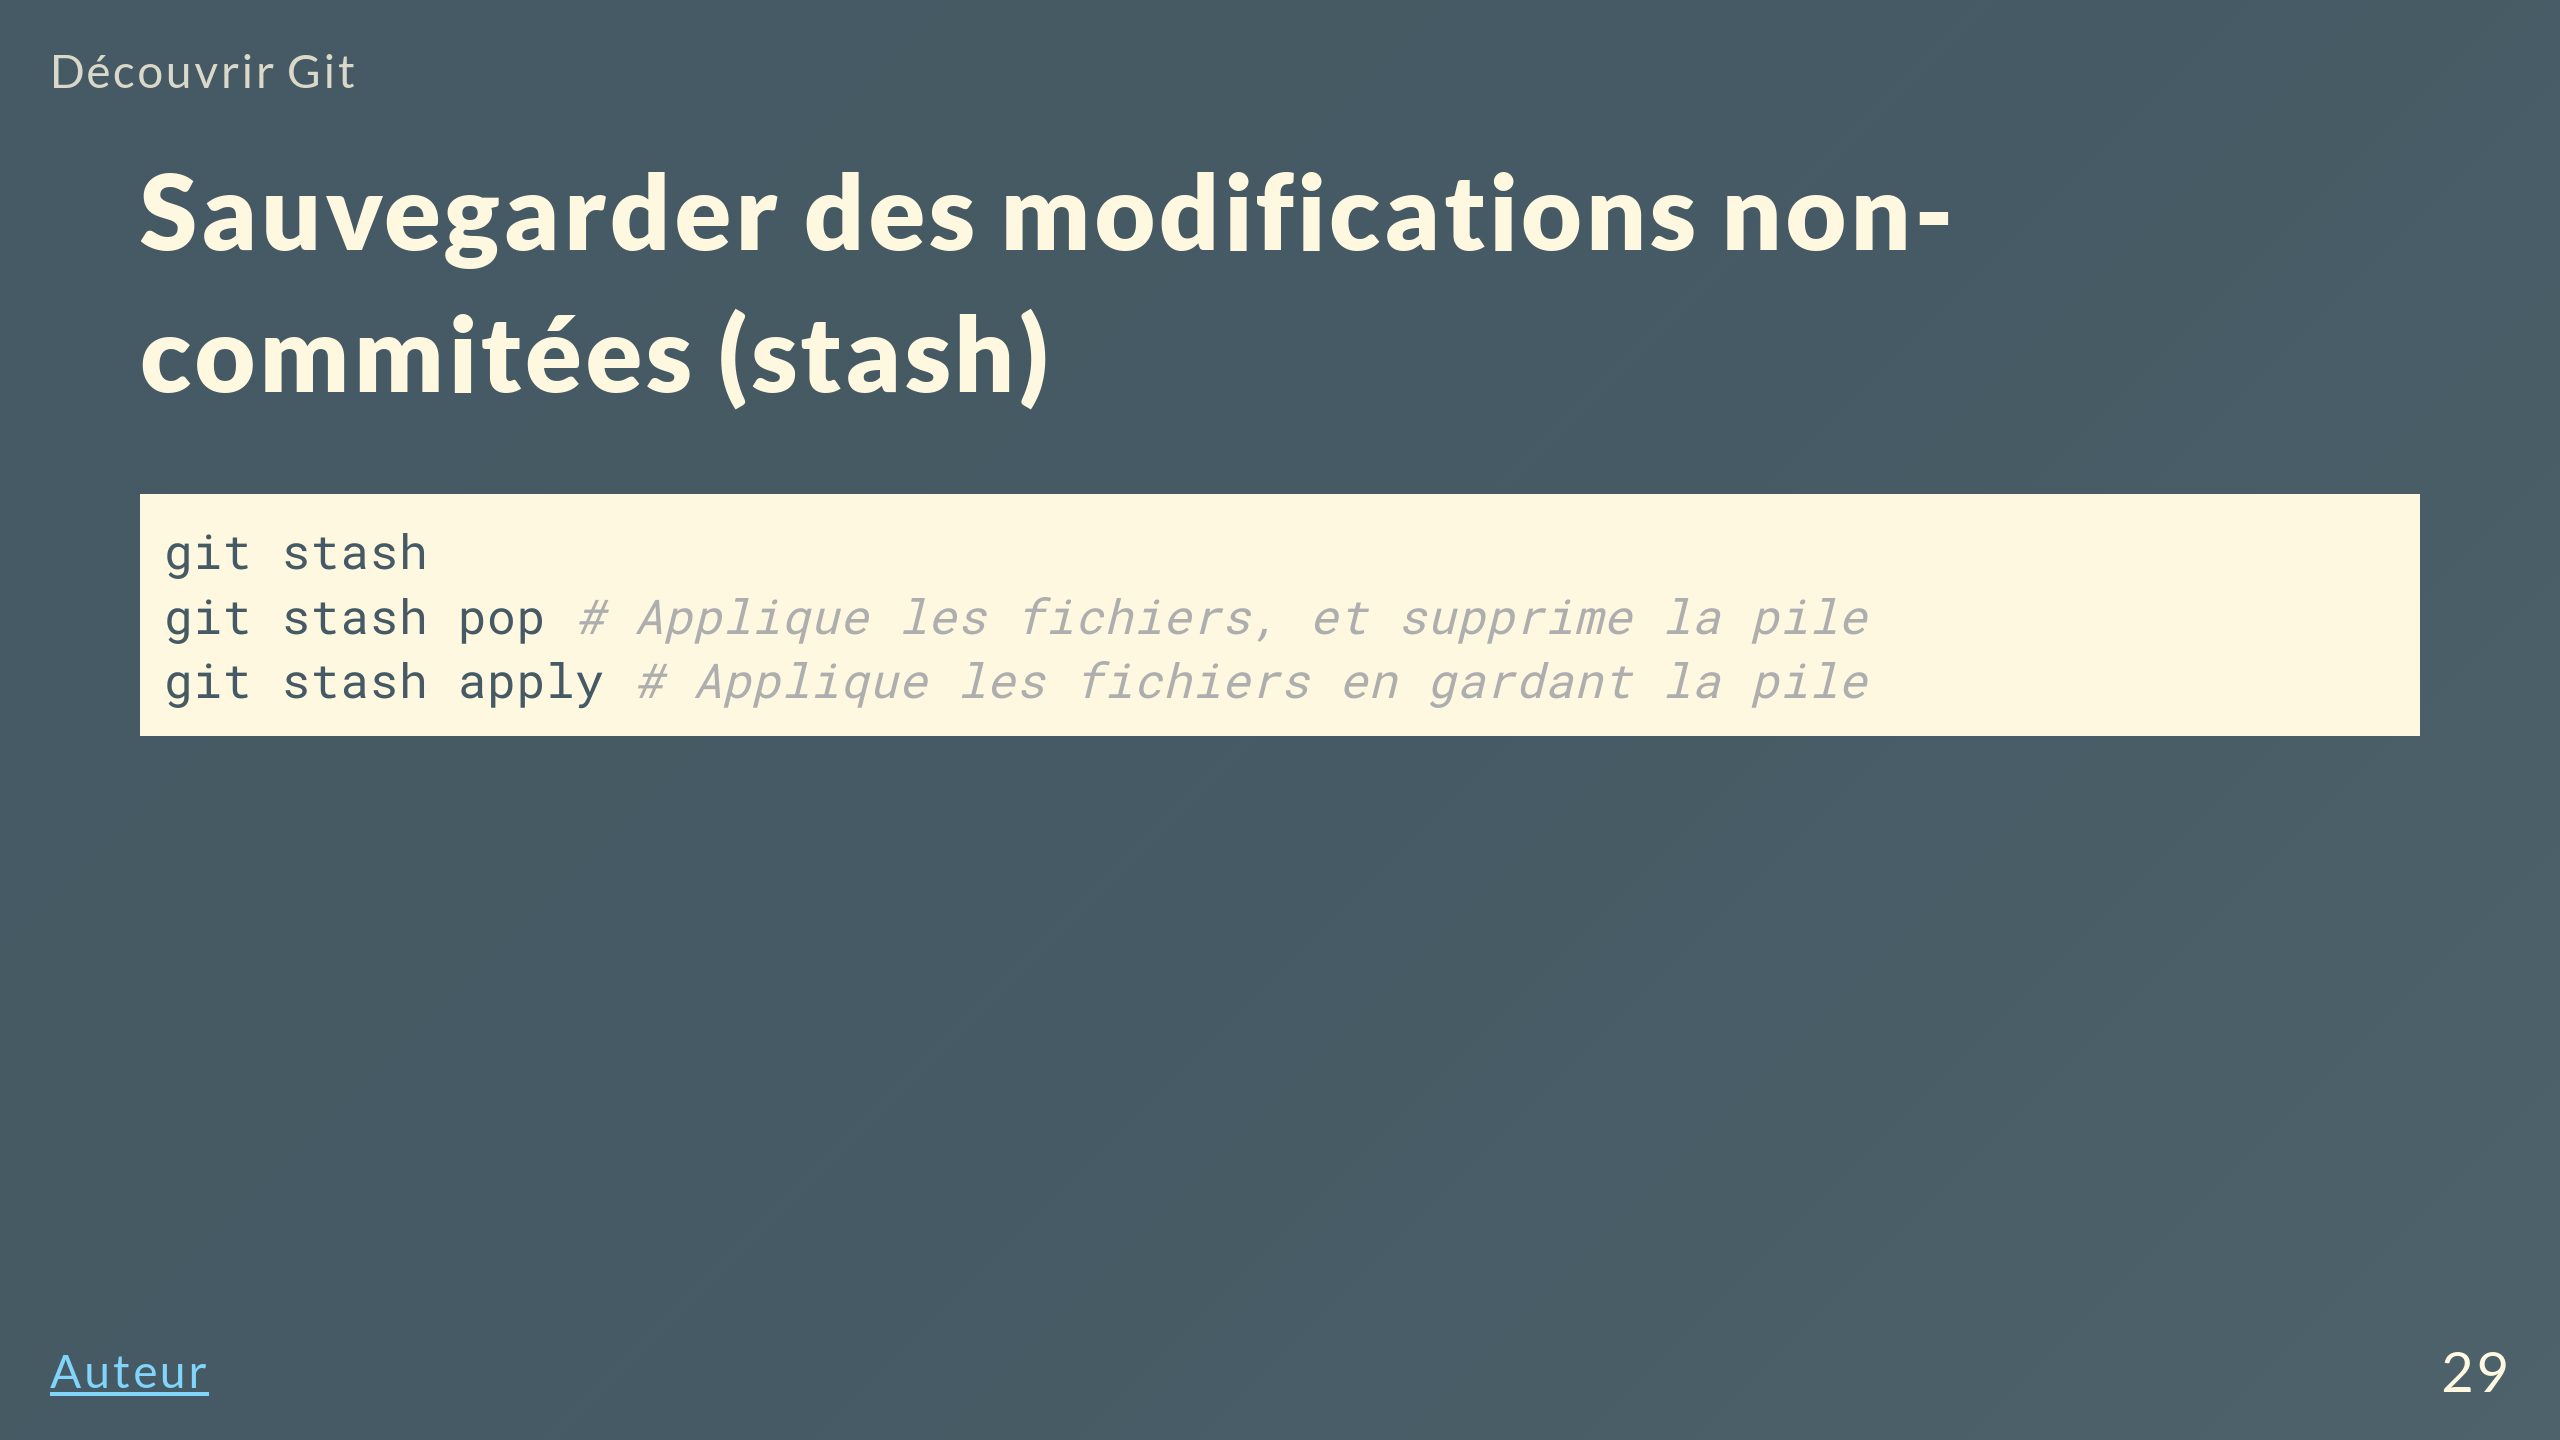 Découvrir Git
Sauvegarder des modifications non-
commitées (stash)
git stash
git stash pop # Applique les fichiers, et supprime la pile
git stash apply # Applique les fichiers en gardant la pile
Auteur
29